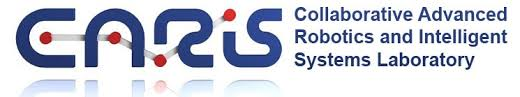 CARIS
Collaborative Advanced
Robotics and Intelligent
Systems Laboratory